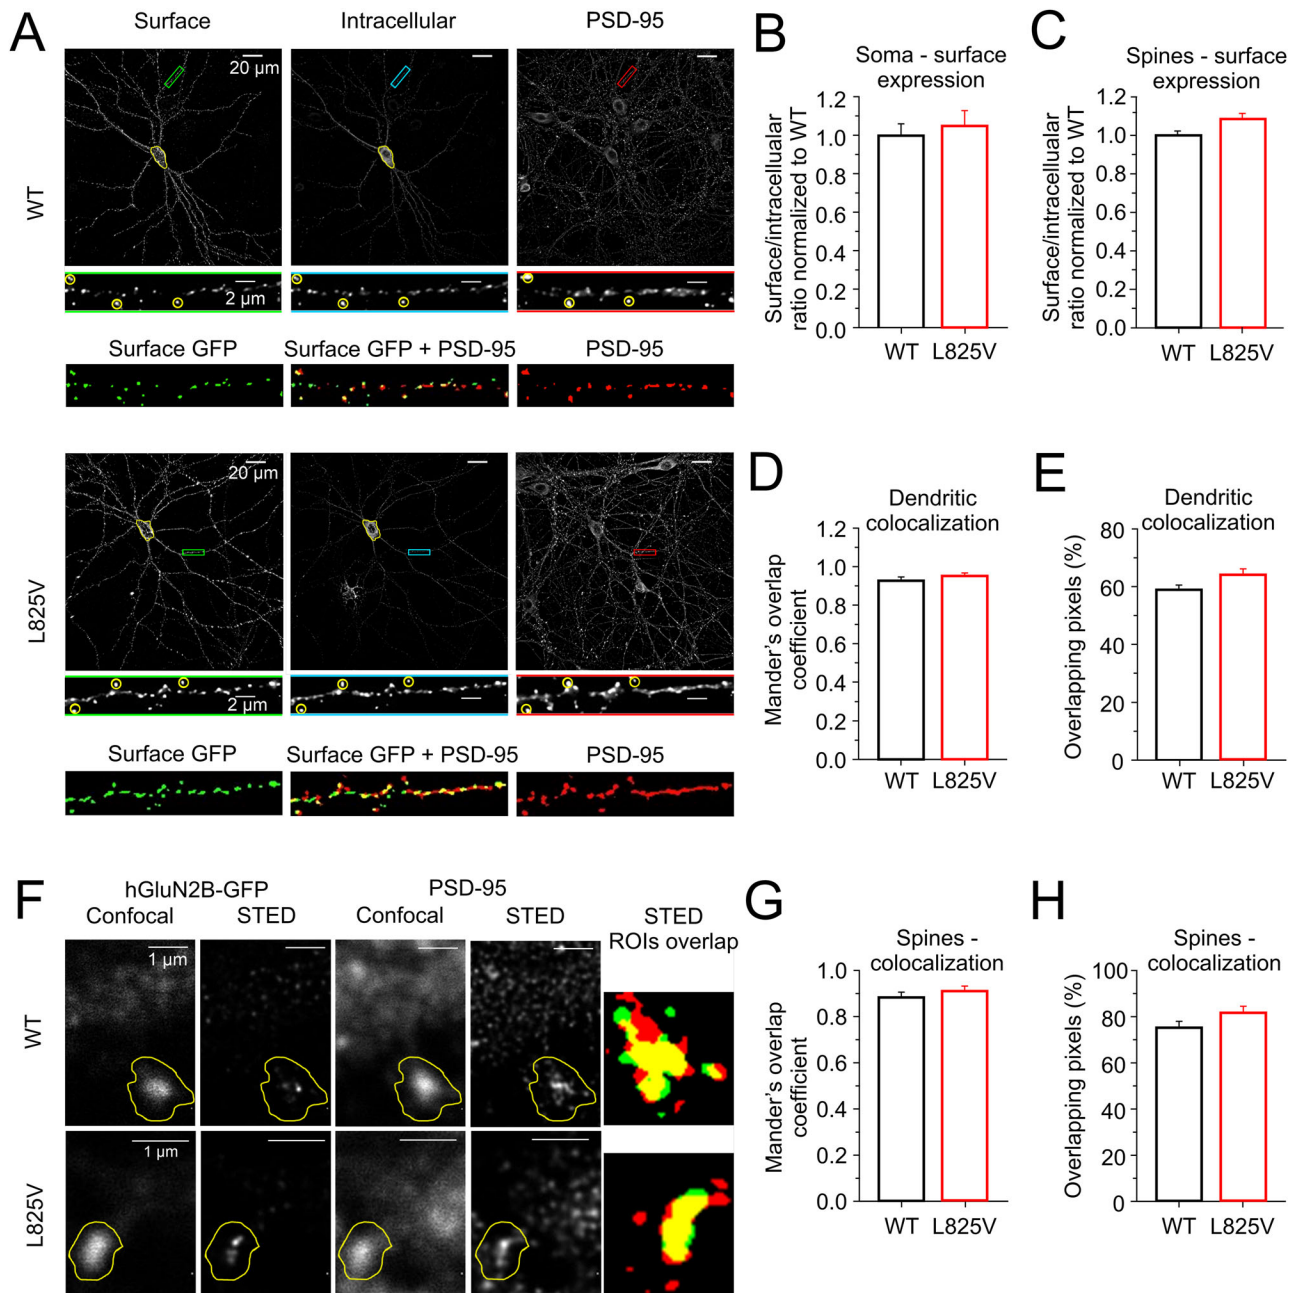 A
Surface
Intracellular
PSD-95
WT
20 µm
2 µm
Surface GFP
Surface GFP + PSD-95
PSD-95
L825V
20 µm
2 µm
Surface GFP
Surface GFP + PSD-95
PSD-95
B
Soma - surface
expression
Surface/intracellualar
ratio normalized to WT
1.2
1.0
0.8
0.6
0.4
0.2
0.0
WT L825V
C
Spines - surface
expression
Surface/intracellualar
ratio normalized to WT
1.2
1.0
0.8
0.6
0.4
0.2
0.0
WT L825V
D
Dendritic
colocalization
Mander's overlap
coefficient
1.2
1.0
0.8
0.6
0.4
0.2
0.0
WT L825V
E
Dendritic
colocalization
Overlapping pixels (%)
80
60
40
20
0
WT L825V
F
hGluN2B-GFP
PSD-95
Confocal
STED
Confocal
STED
STED
ROIs overlap
WT
1 µm
L825V
1 µm
G
Spines -
colocalization
Mander's overlap
coefficient
1.0
0.8
0.6
0.4
0.2
0.0
WT L825V
H
Spines -
colocalization
Overlapping pixels (%)
100
80
60
40
20
0
WT L825V